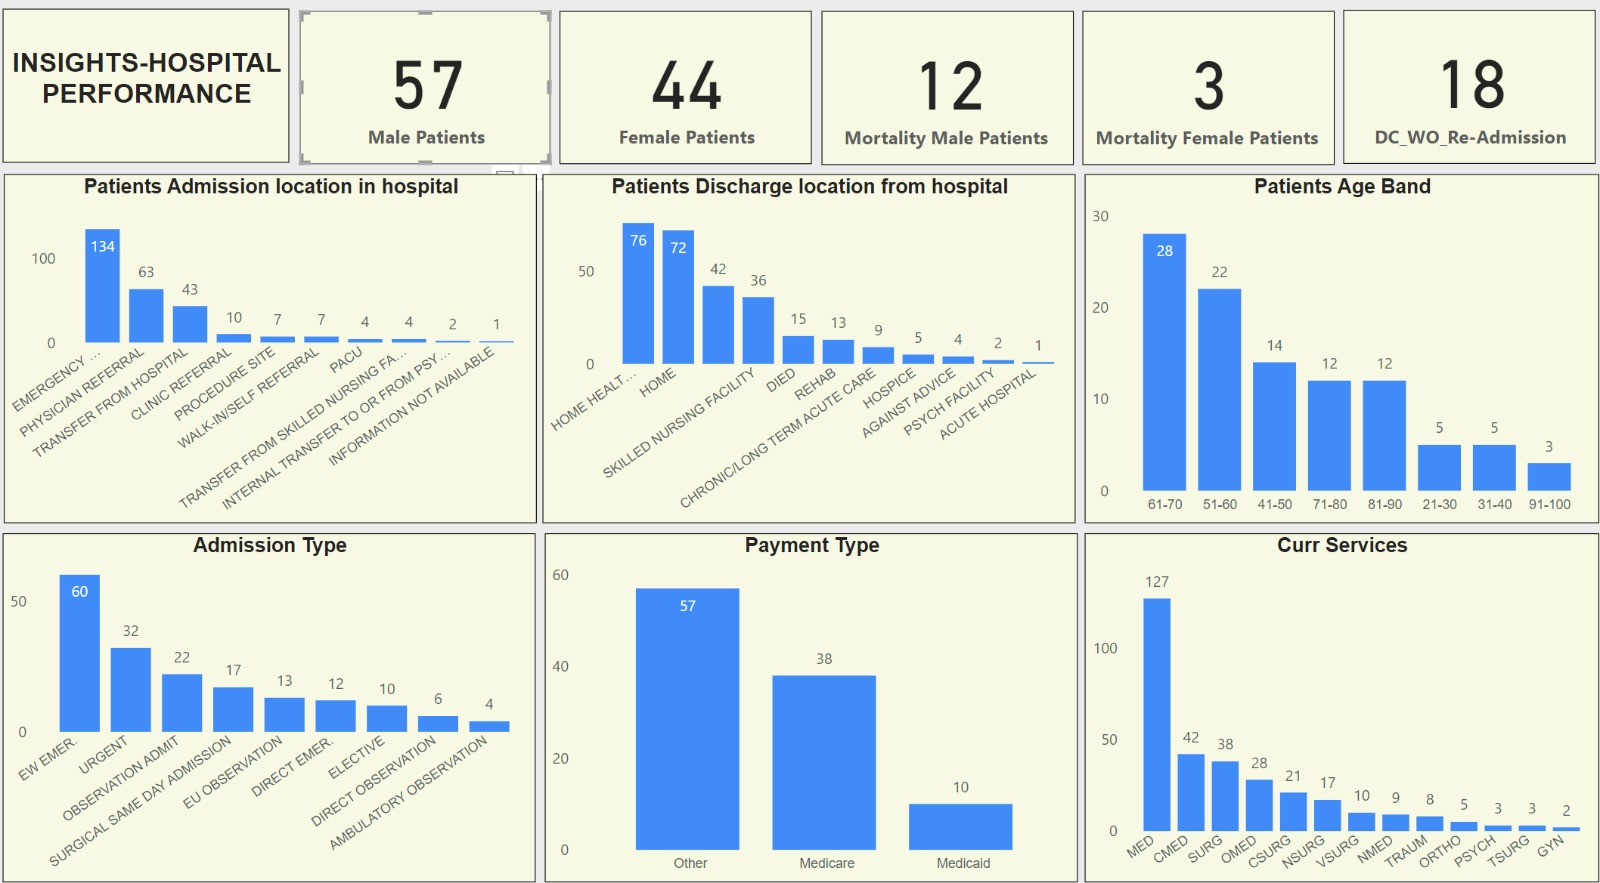 INSIGHTS-HOSPITAL
PERFORMANCE
57
Male Patients
44
Female Patients
12
Mortality Male Patients
3
Mortality Female Patients
18
DC_WO_Re-Admission
Patients Admission location in hospital
100
0
134
63
43
10
7
7
4
4
2
1
EMERGENCY ...
PHYSICIAN REFERRAL
TRANSFER FROM HOSPITAL
CLINIC REFERRAL
PROCEDURE SITE
WALK-IN/SELF REFERRAL
PACU
TRANSFER FROM SKILLED NURSING FA...
INTERNAL TRANSFER TO OR FROM PSY...
INFORMATION NOT AVAILABLE
Patients Discharge location from hospital
50
0
76
72
42
36
15
13
9
5
4
2
1
HOME HEALT...
HOME
SKILLED NURSING FACILITY
DIED
REHAB
CHRONIC/LONG TERM ACUTE CARE
HOSPICE
AGAINST ADVICE
PSYCH FACILITY
ACUTE HOSPITAL
Patients Age Band
30
20
10
0
28
22
14
12
12
5
5
3
61-70
51-60
41-50
71-80
81-90
21-30
31-40
91-100
Admission Type
50
0
60
32
22
17
13
12
10
6
4
EW EMER.
URGENT
OBSERVATION ADMIT
SURGICAL SAME DAY ADMISSION
EU OBSERVATION
DIRECT EMER.
ELECTIVE
DIRECT OBSERVATION
AMBULATORY OBSERVATION
Payment Type
60
40
20
0
57
38
10
Other
Medicare
Medicaid
Curr Services
100
50
0
127
42
38
28
21
17
10
9
8
5
3
3
2
MED
CMED
SURG
OMED
CSURG
NSURG
VSURG
NMED
TRAUM
ORTHO
PSYCH
TSURG
GYN